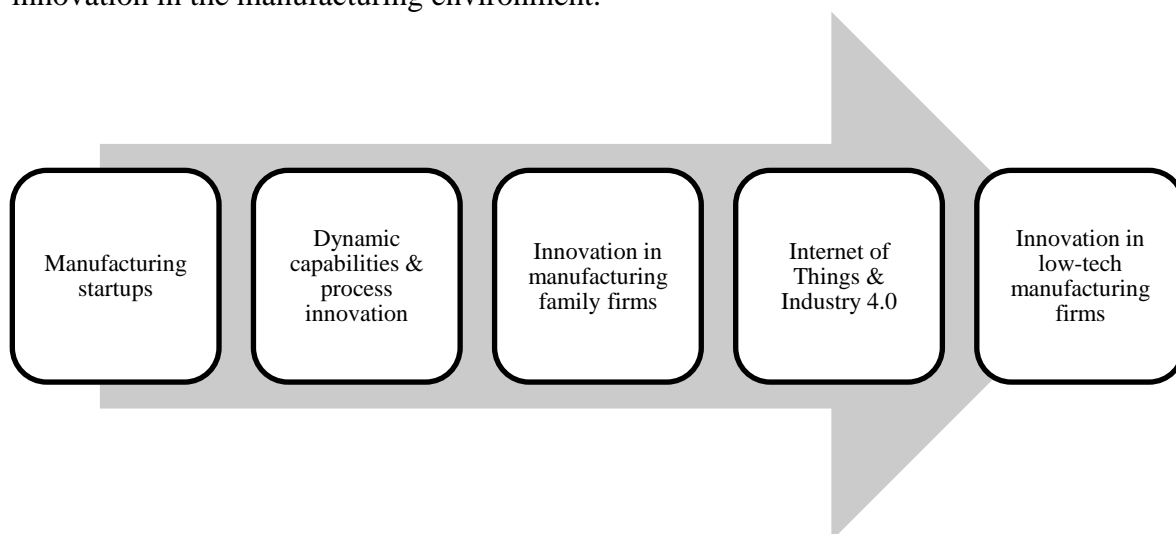 innovation in the manufacturing environment.
Manufacturing
startups
Dynamic
capabilities &
process
innovation
Innovation in
manufacturing
family firms
Internet of
Things &
Industry 4.0
Innovation in
low-tech
manufacturing
firms